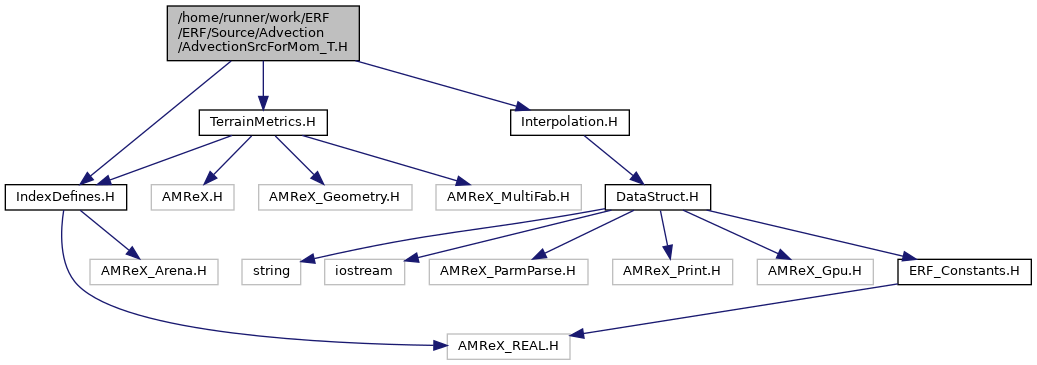 /home/runner/work/ERF
/ERF/Source/Advection
/AdvectionSrcForMom_T.H
TerrainMetrics.H
Interpolation.H
IndexDefines.H
AMReX.H
AMReX_Geometry.H
AMReX_MultiFab.H
DataStruct.H
AMReX_Arena.H
string
iostream
AMReX_ParmParse.H
AMReX_Print.H
AMReX_Gpu.H
ERF_Constants.H
AMReX_REAL.H